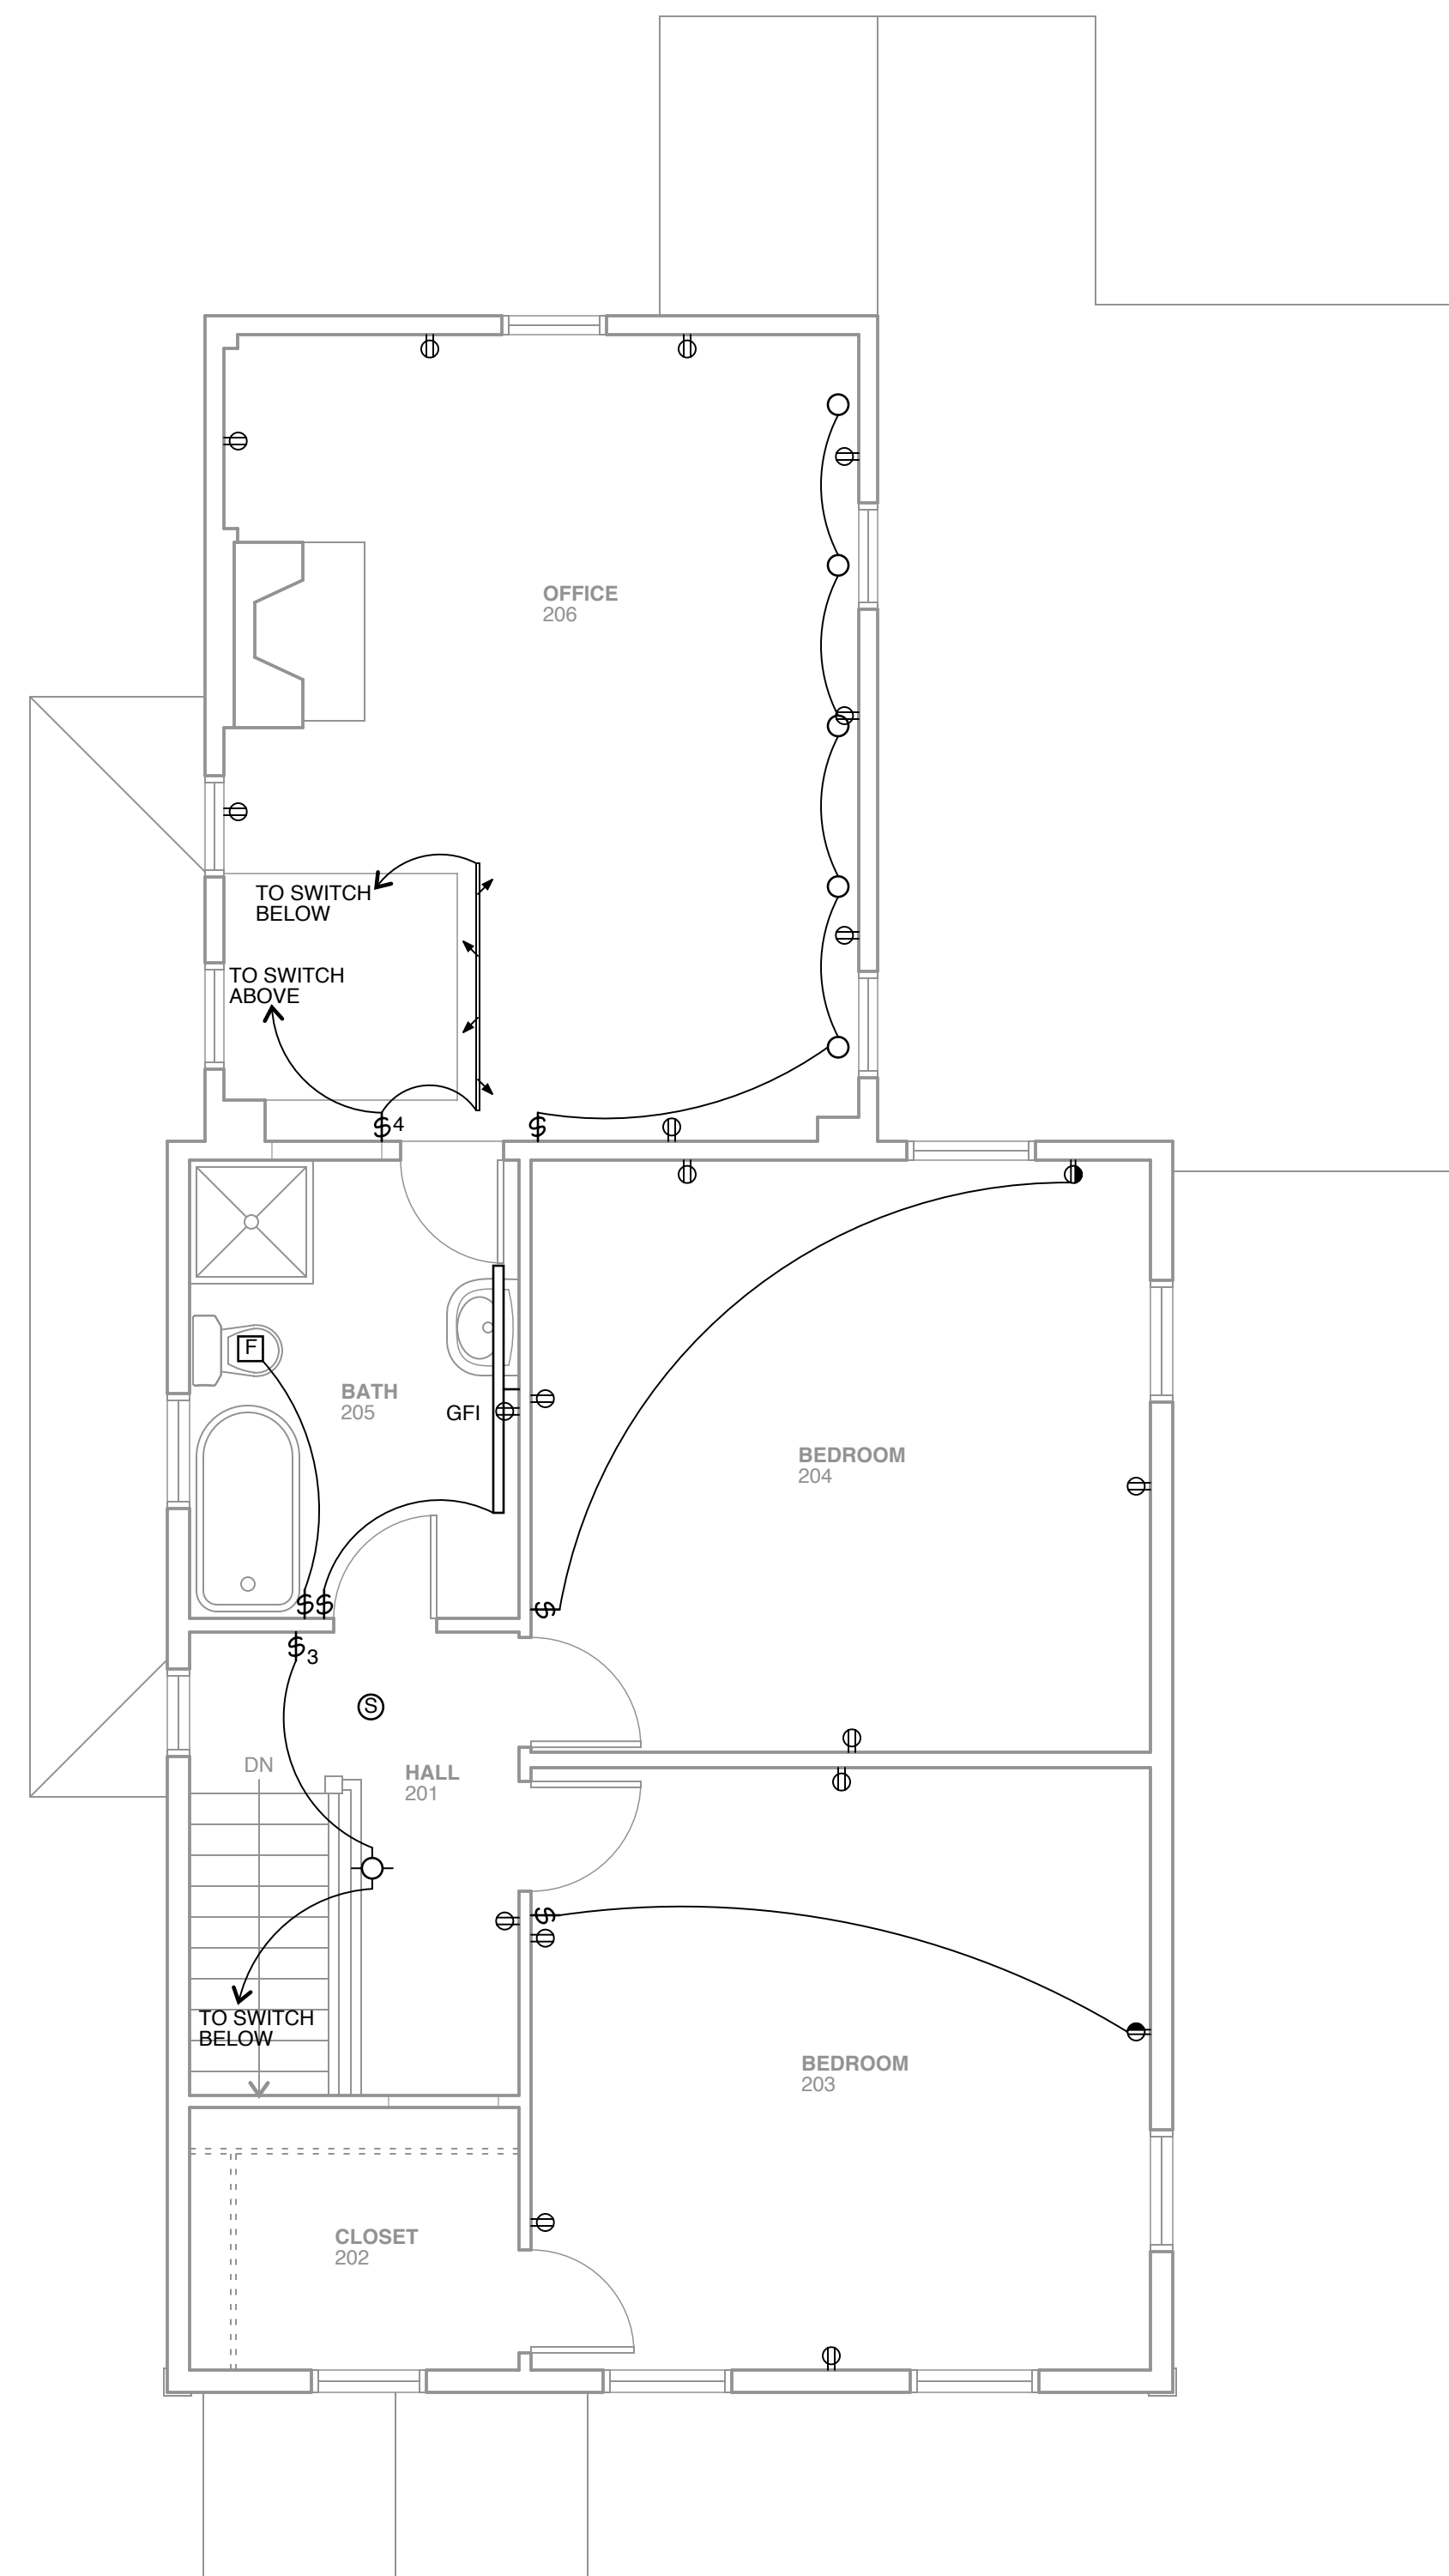 OFFICE
206
TO SWITCH
BELOW
TO SWITCH
ABOVE
$4
$
F
BATH
205
GFI
BEDROOM
204
$$
$
$3
S
DN
HALL
201
$
TO SWITCH
BELOW
BEDROOM
203
CLOSET
202